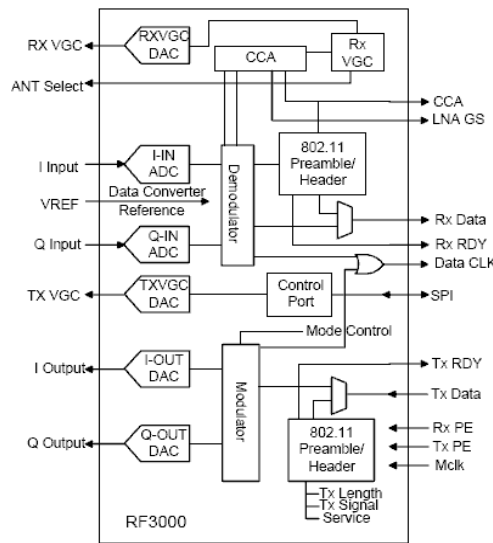 RX VGC
RXVGC
DAC
Rx
VGC
CCA
ANT Select
CCA
LNA GS
I Input
I-IN
ADC
802.11
Preamble/
Header
Demodulator
Data Converter
Reference
VREF
Rx Data
Q Input
Q-IN
ADC
Rx RDY
Data CLK
TX VGC
TXVGC
DAC
Control
Port
SPI
Mode Control
I Output
I-OUT
DAC
Modulator
Tx RDY
Tx Data
802.11
Preamble/
Header
Rx PE
Tx PE
Mclk
Q Output
Q-OUT
DAC
Tx Length
Tx Signal
Service
RF3000